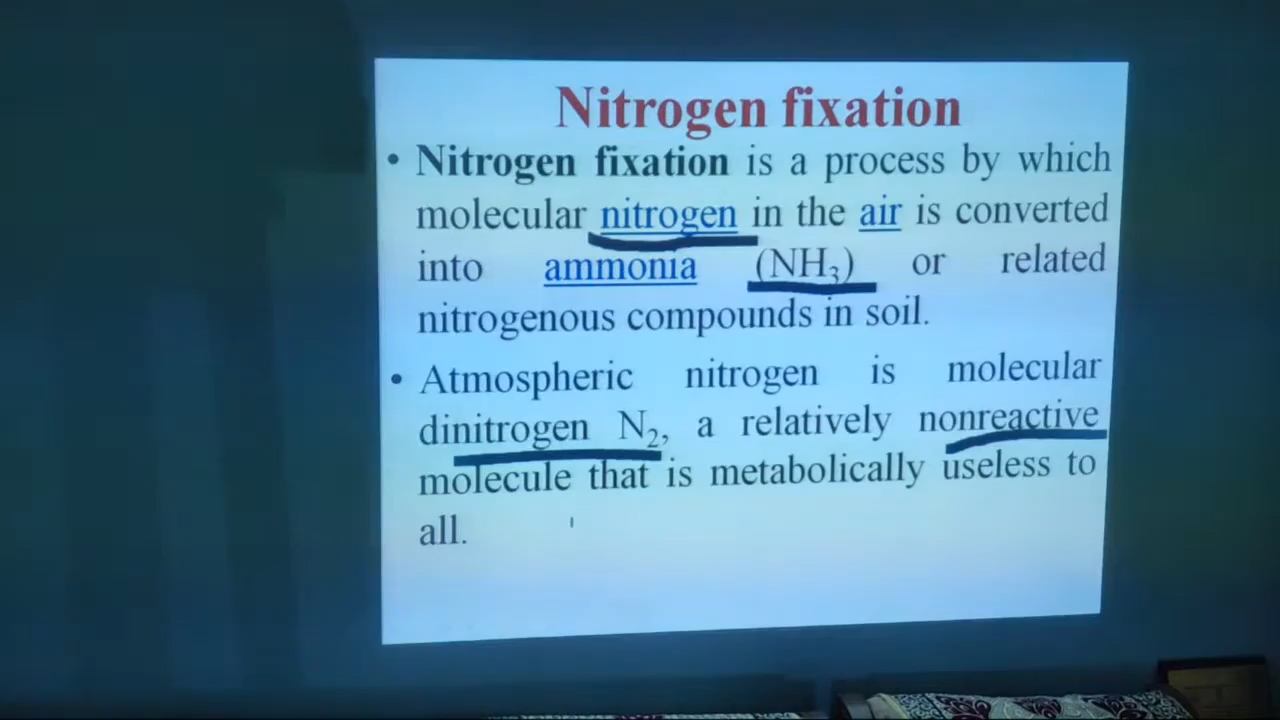 Nitrogen fixation
• Nitrogen fixation is a process by which
molecular nitrogen in the air is converted
into ammonia (NH₃) or related
nitrogenous compounds in soil.
• Atmospheric nitrogen is molecular
dinitrogen N₂, a relatively nonreactive
molecule that is metabolically useless to
all.